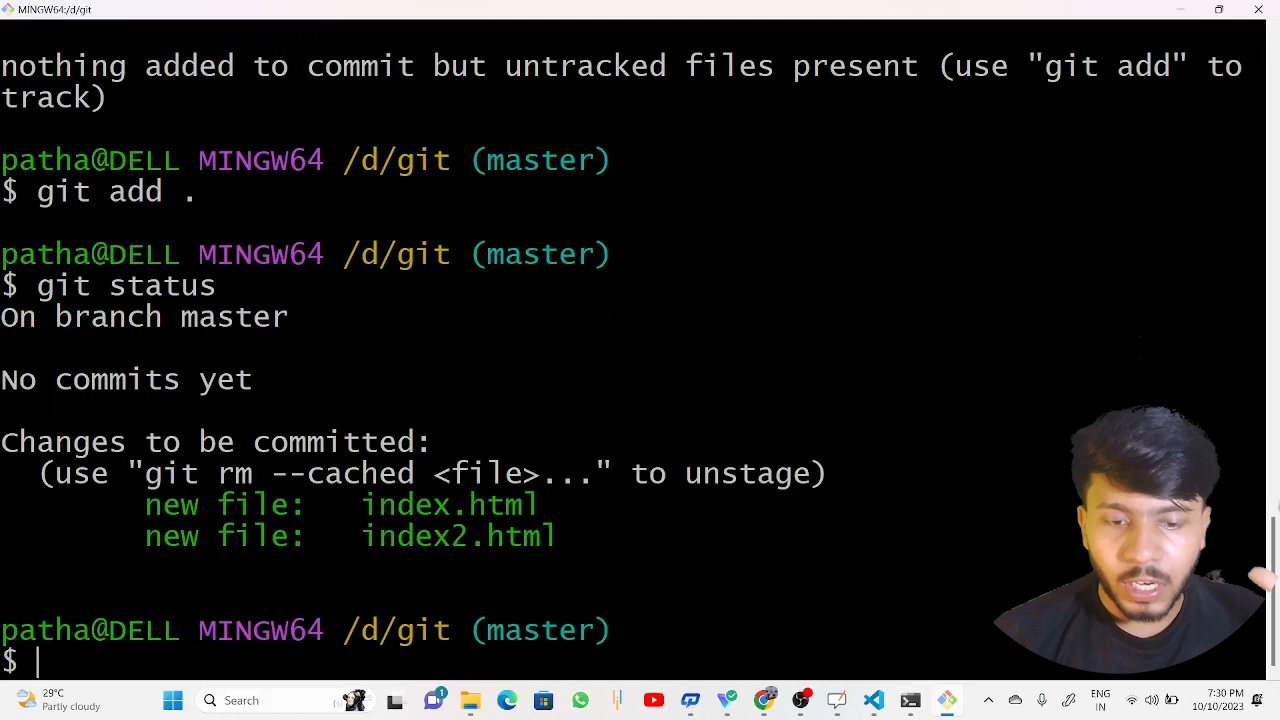 MINGW64:/d/git
nothing added to commit but untracked files present (use "git add" to
track)
patha@DELL MINGW64 /d/git (master)
$ git add .
patha@DELL MINGW64 /d/git (master)
$ git status
On branch master
No commits yet
Changes to be committed:
(use "git rm --cached <file>..." to unstage)
new file: index.html
new file: index2.html
patha@DELL MINGW64 /d/git (master)
$
29°C
Partly cloudy
Search
1
ENG
IN
7:30 PM
10/10/2023